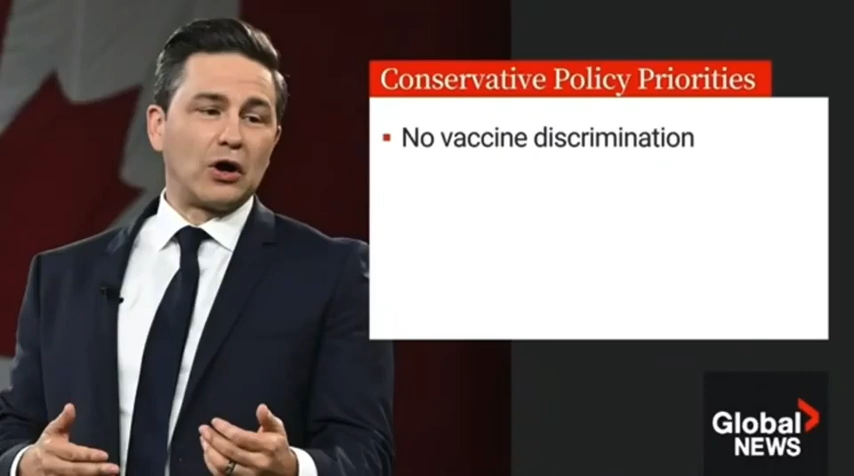 Conservative Policy Priorities
No vaccine discrimination
Global
NEWS